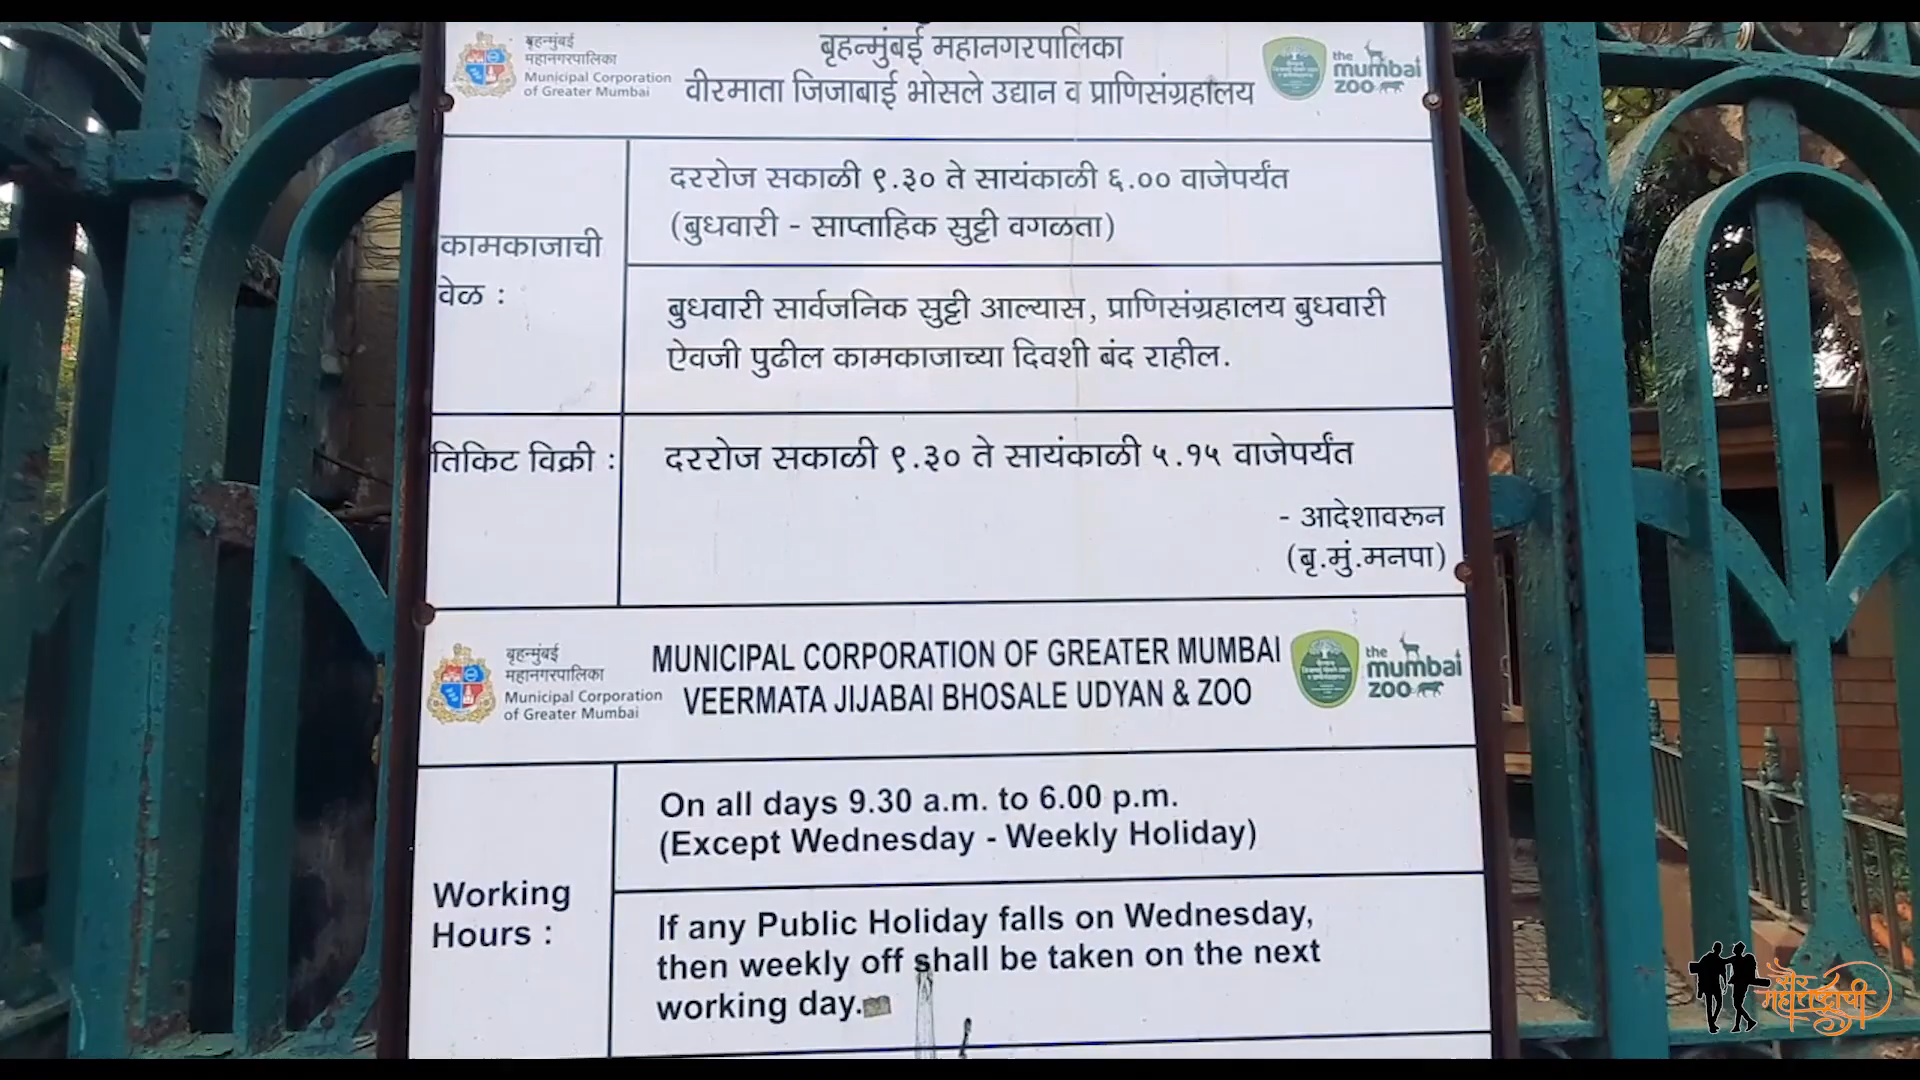 बृहन्मुंबई
महानगरपालिका
Municipal Corporation
of Greater Mumbai
बृहन्मुंबई महानगरपालिका
वीरमाता जिजाबाई भोसले उद्यान व प्राणिसंग्रहालय
the
mumbai
zoo
कामकाजाची
वेळ :
दररोज सकाळी ९.३० ते सायंकाळी ६.०० वाजेपर्यंत
(बुधवारी - साप्ताहिक सुट्टी वगळता)
बुधवारी सार्वजनिक सुट्टी आल्यास, प्राणिसंग्रहालय बुधवारी
ऐवजी पुढील कामकाजाच्या दिवशी बंद राहील.
तिकिट विक्री :
दररोज सकाळी ९.३० ते सायंकाळी ५.१५ वाजेपर्यंत
- आदेशावरून
(बृ.मुं.मनपा)
बृहन्मुंबई
महानगरपालिका
Municipal Corporation
of Greater Mumbai
MUNICIPAL CORPORATION OF GREATER MUMBAI
VEERMATA JIJABAI BHOSALE UDYAN & ZOO
the
mumbai
zoo
Working
Hours :
On all days 9.30 a.m. to 6.00 p.m.
(Except Wednesday - Weekly Holiday)
If any Public Holiday falls on Wednesday,
then weekly off shall be taken on the next
working day.
सैर
महाराष्ट्राची